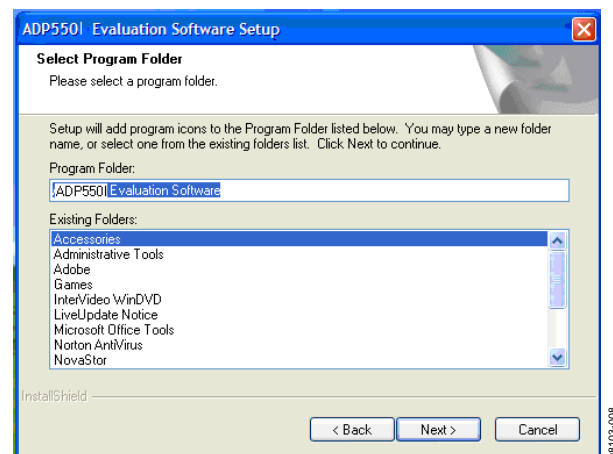 ADP550l Evaluation Software Setup
Select Program Folder
Please select a program folder.
Setup will add program icons to the Program Folder listed below. You may type a new folder
name, or select one from the existing folders list. Click Next to continue.
Program Folder:
ADP550l Evaluation Software
Existing Folders:
Accessories
Administrative Tools
Adobe
Games
InterVideo WinDVD
LiveUpdate Notice
Microsoft Office Tools
Norton AntiVirus
NovaStor
InstallShield
< Back
Next >
Cancel